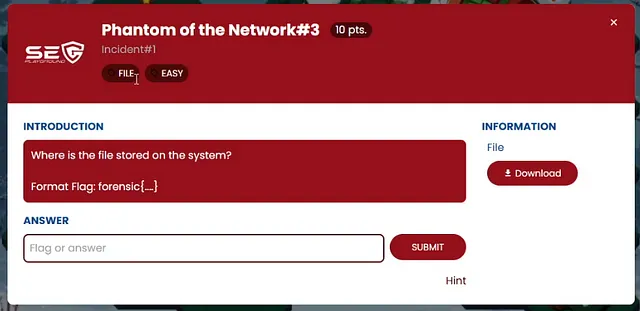 Phantom of the Network#3 10 pts.
Incident#1
FILE EASY
SEC
PLAYGROUND
INTRODUCTION
Where is the file stored on the system?
Format Flag: forensic{....}
ANSWER
Flag or answer
SUBMIT
Hint
INFORMATION
File
Download